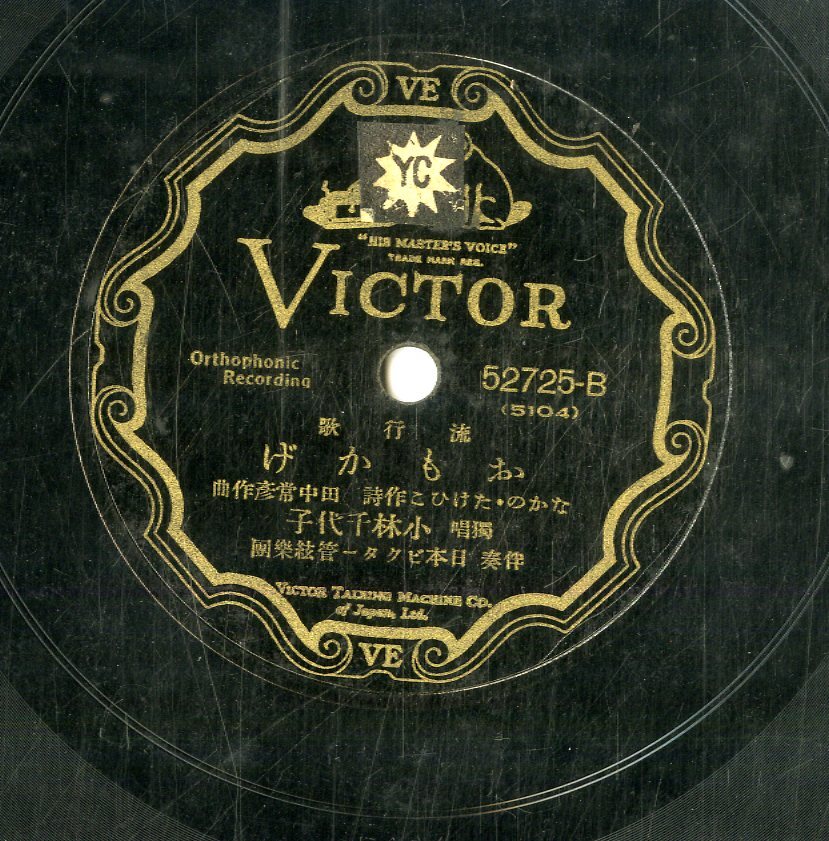 VE
YC
"HIS MASTER'S VOICE"
TRADE MARK REG.
VICTOR
Orthophonic
Recording
52725-B
(5104)
流行歌
おもかげ
なかの・たけひこ作詩 田中常彥作曲
獨唱 小林千代子
伴奏 日本ビクター管絃樂團
VICTOR TALKING MACHINE CO.
of Japan, Ltd.
VE